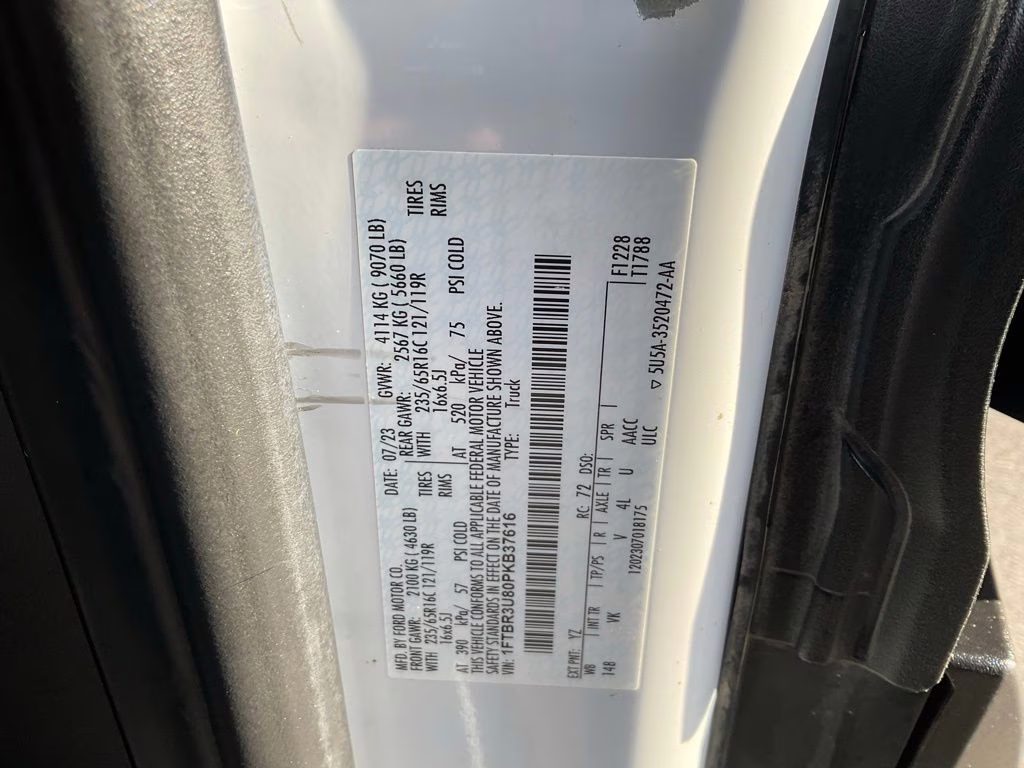 MFD. BY FORD MOTOR CO. DATE: 07/23 GVWR: 4114 KG ( 9070 LB)
FRONT GAWR: 2100 KG ( 4630 LB) REAR GAWR: 2567 KG ( 5660 LB)
WITH 235/65R16C 121/119R TIRES WITH 235/65R16C 121/119R TIRES
16x6.5J RIMS 16x6.5J RIMS
AT 390 kPa/ 57 PSI COLD AT 520 kPa/ 75 PSI COLD
THIS VEHICLE CONFORMS TO ALL APPLICABLE FEDERAL MOTOR VEHICLE
SAFETY STANDARDS IN EFFECT ON THE DATE OF MANUFACTURE SHOWN ABOVE.
VIN: 1FTBR3U80PKB37616 TYPE: Truck
EXT PNT: YZ RC: 72 DSO:
WB INT TR TP/PS R AXLE TR SPR F1228
148 VK V 4L U AACC T1788
1202307018175 ULC ▽ 5U5A-3520472-AA